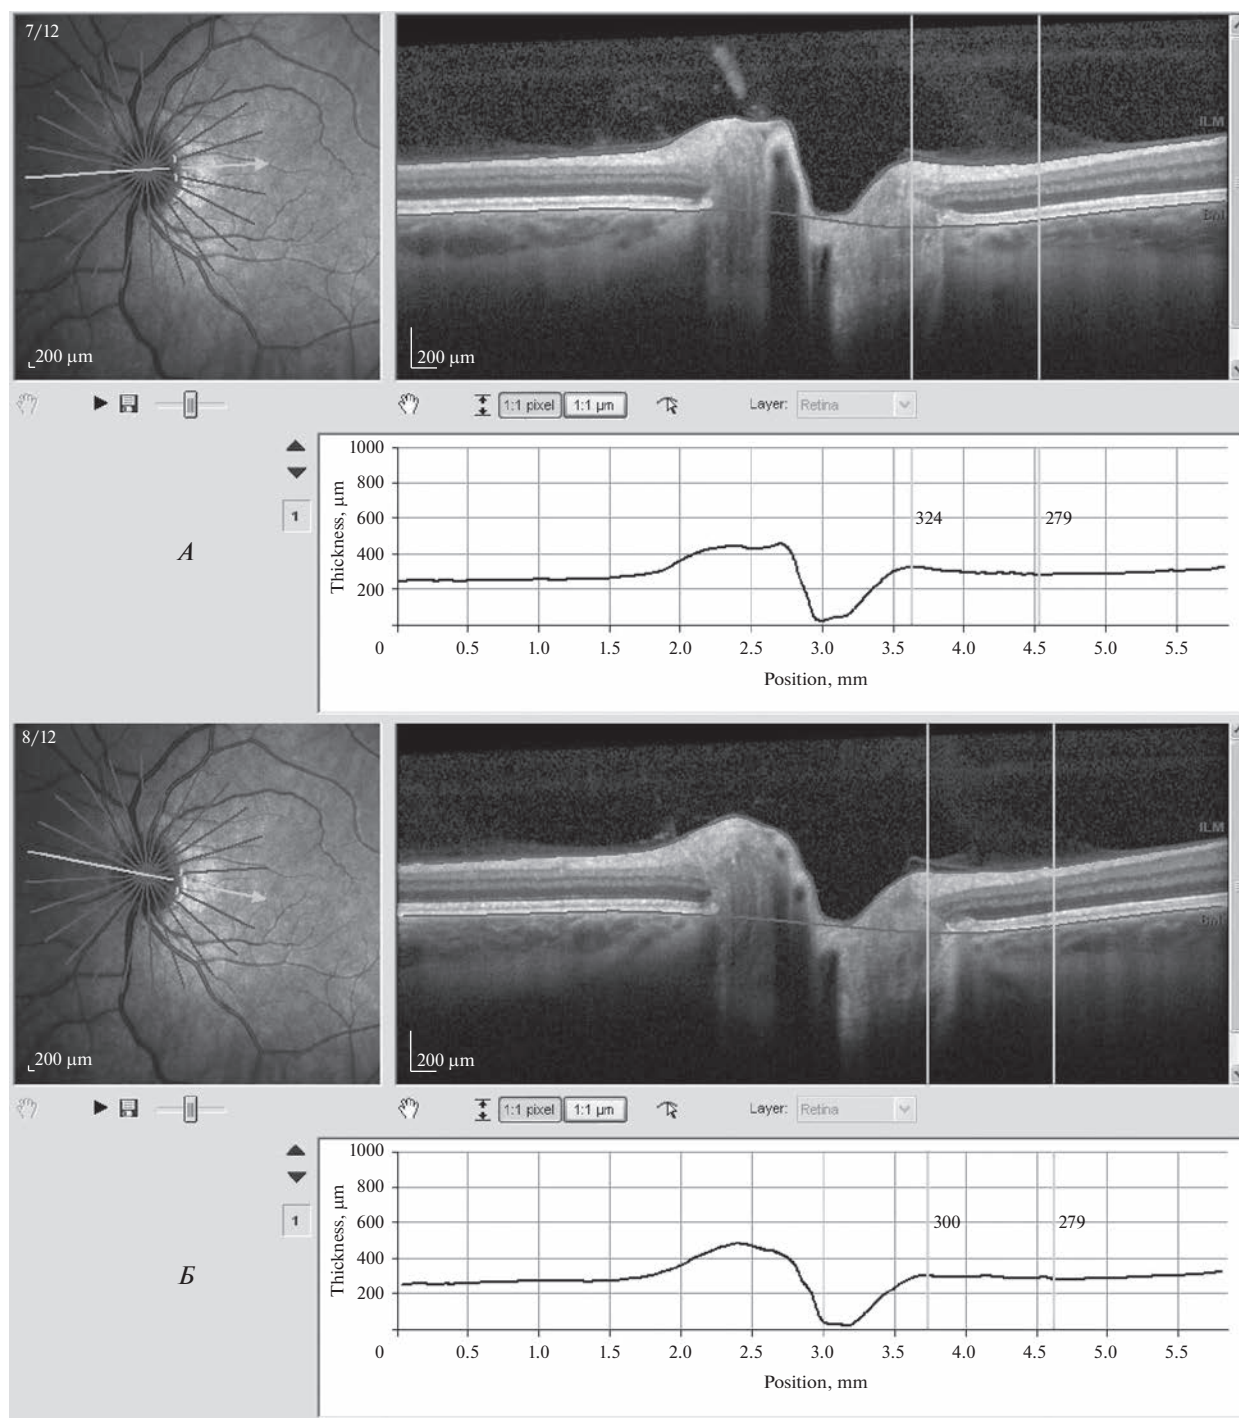 7/12
ILM
BM
200 µm
200 µm
1:1 pixel
1:1 µm
Layer:
Retina
1
А
Thickness, µm
1000
800
600
400
200
324
279
0
0.5
1.0
1.5
2.0
2.5
3.0
3.5
4.0
4.5
5.0
5.5
Position, mm
8/12
ILM
200 µm
200 µm
1:1 pixel
1:1 µm
Layer:
Retina
1
Б
Thickness, µm
1000
800
600
400
200
300
279
0
0.5
1.0
1.5
2.0
2.5
3.0
3.5
4.0
4.5
5.0
5.5
Position, mm